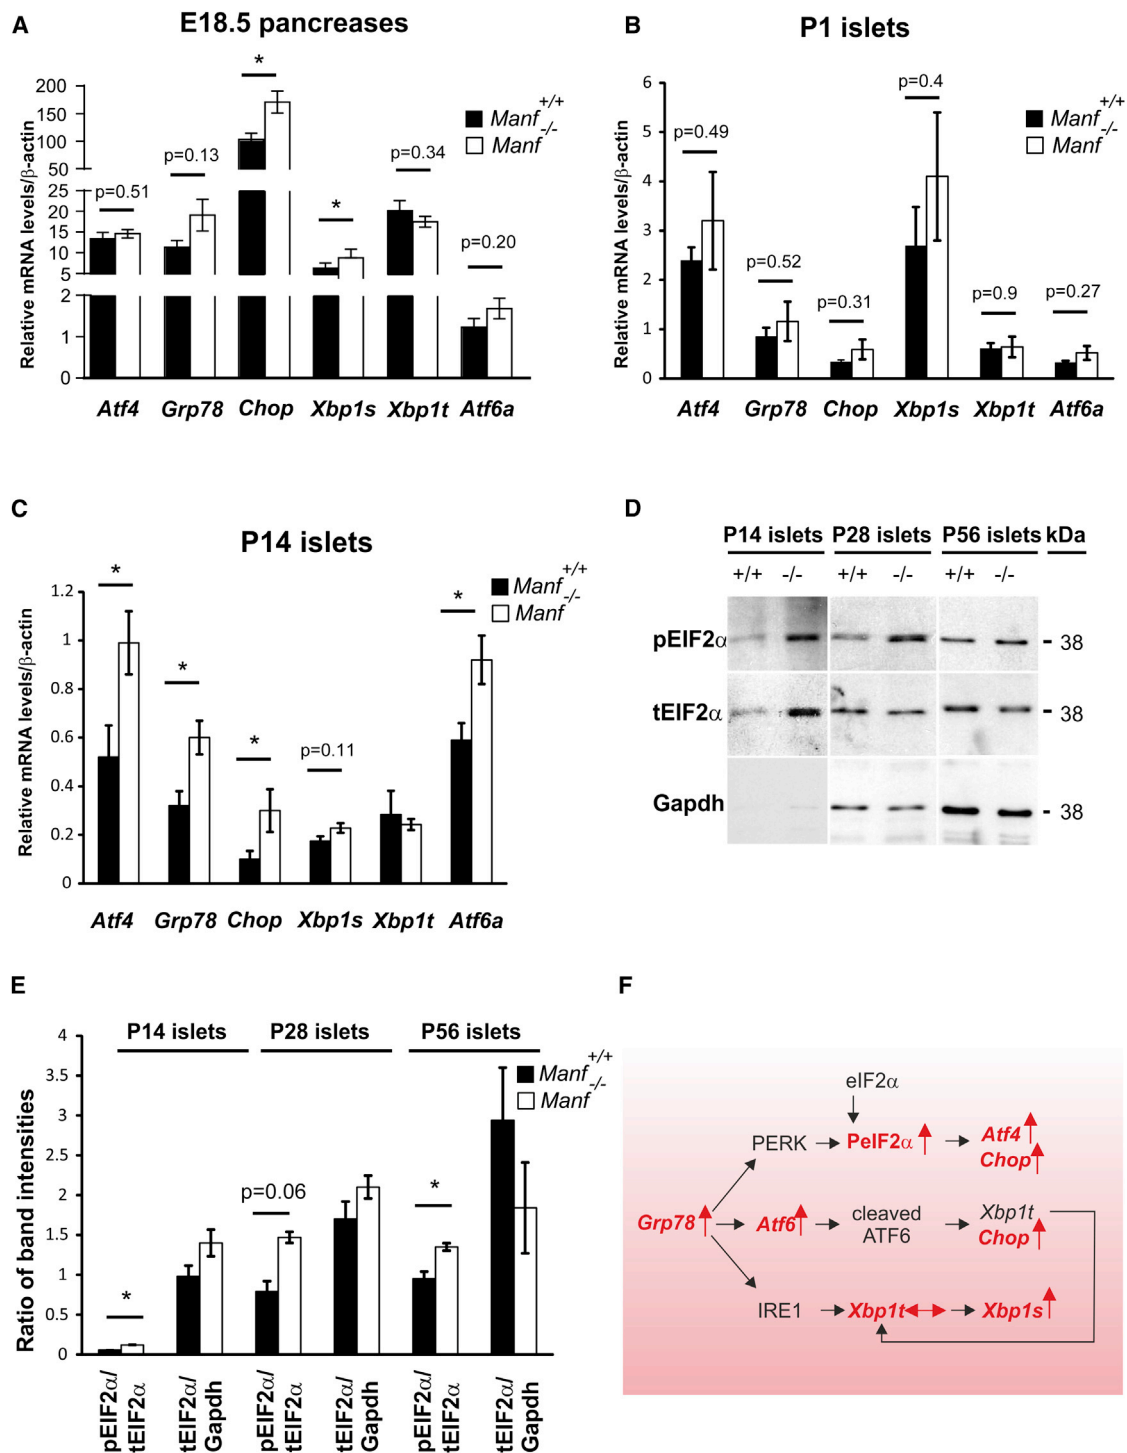 A
E18.5 pancreases
Relative mRNA levels/β-actin
200
150
100
50
25
20
15
10
5
2
1
0
p=0.51
p=0.13
*
*
p=0.34
p=0.20
Manf +/+
Manf -/-
Atf4 Grp78 Chop Xbp1s Xbp1t Atf6a
B
P1 islets
Relative mRNA levels/β-actin
6
5
4
3
2
1
0
p=0.49
p=0.52
p=0.31
p=0.4
p=0.9
p=0.27
Manf +/+
Manf -/-
Atf4 Grp78 Chop Xbp1s Xbp1t Atf6a
C
P14 islets
Relative mRNA levels/β-actin
1.2
1
0.8
0.6
0.4
0.2
0
*
*
*
p=0.11
*
Manf +/+
Manf -/-
Atf4 Grp78 Chop Xbp1s Xbp1t Atf6a
D
P14 islets P28 islets P56 islets kDa
+/+ -/- +/+ -/- +/+ -/-
pEIF2α - 38
tEIF2α - 38
Gapdh - 38
E
Ratio of band intensities
4
3.5
3
2.5
2
1.5
1
0.5
0
P14 islets P28 islets P56 islets
*
p=0.06
*
Manf +/+
Manf -/-
pEIF2α/
tEIF2α
tEIF2α/
Gapdh
pEIF2α/
tEIF2α
tEIF2α/
Gapdh
pEIF2α/
tEIF2α
tEIF2α/
Gapdh
F
eIF2α
PERK PeIF2α Atf4
Chop
Grp78 Atf6 cleaved
ATF6
Xbp1t
Chop
IRE1 Xbp1t Xbp1s